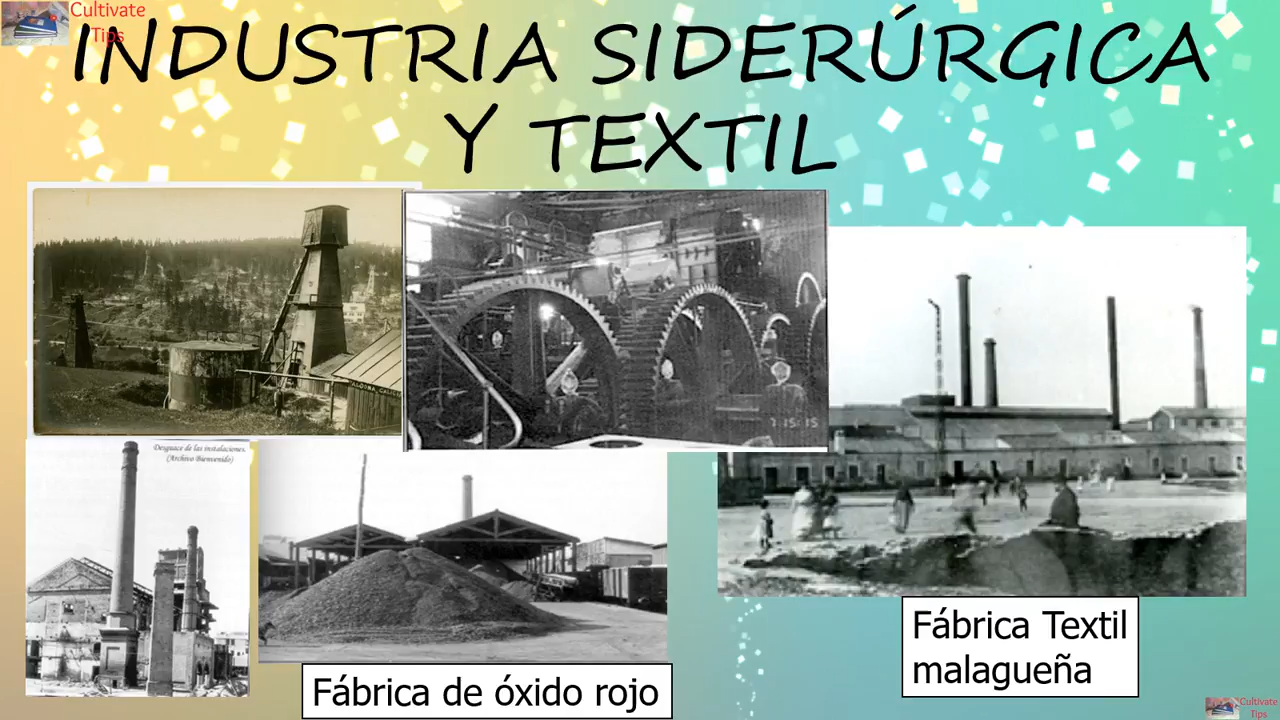 Cultivate
Tips
INDUSTRIA SIDERÚRGICA
Y TEXTIL
Desguace de las instalaciones.
(Archivo Bienvenido)
Fábrica de óxido rojo
Fábrica Textil
malagueña
Cultivate
Tips